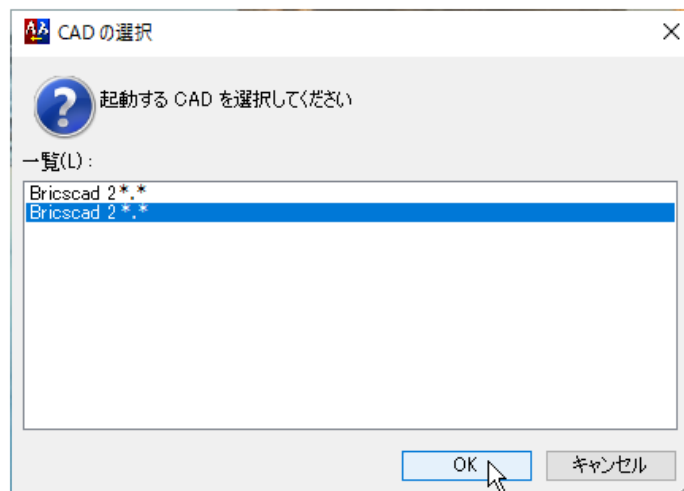 CAD の選択
起動する CAD を選択してください
一覧(L) :
Bricscad 2*.*
Bricscad 2*.*
OK
キャンセル